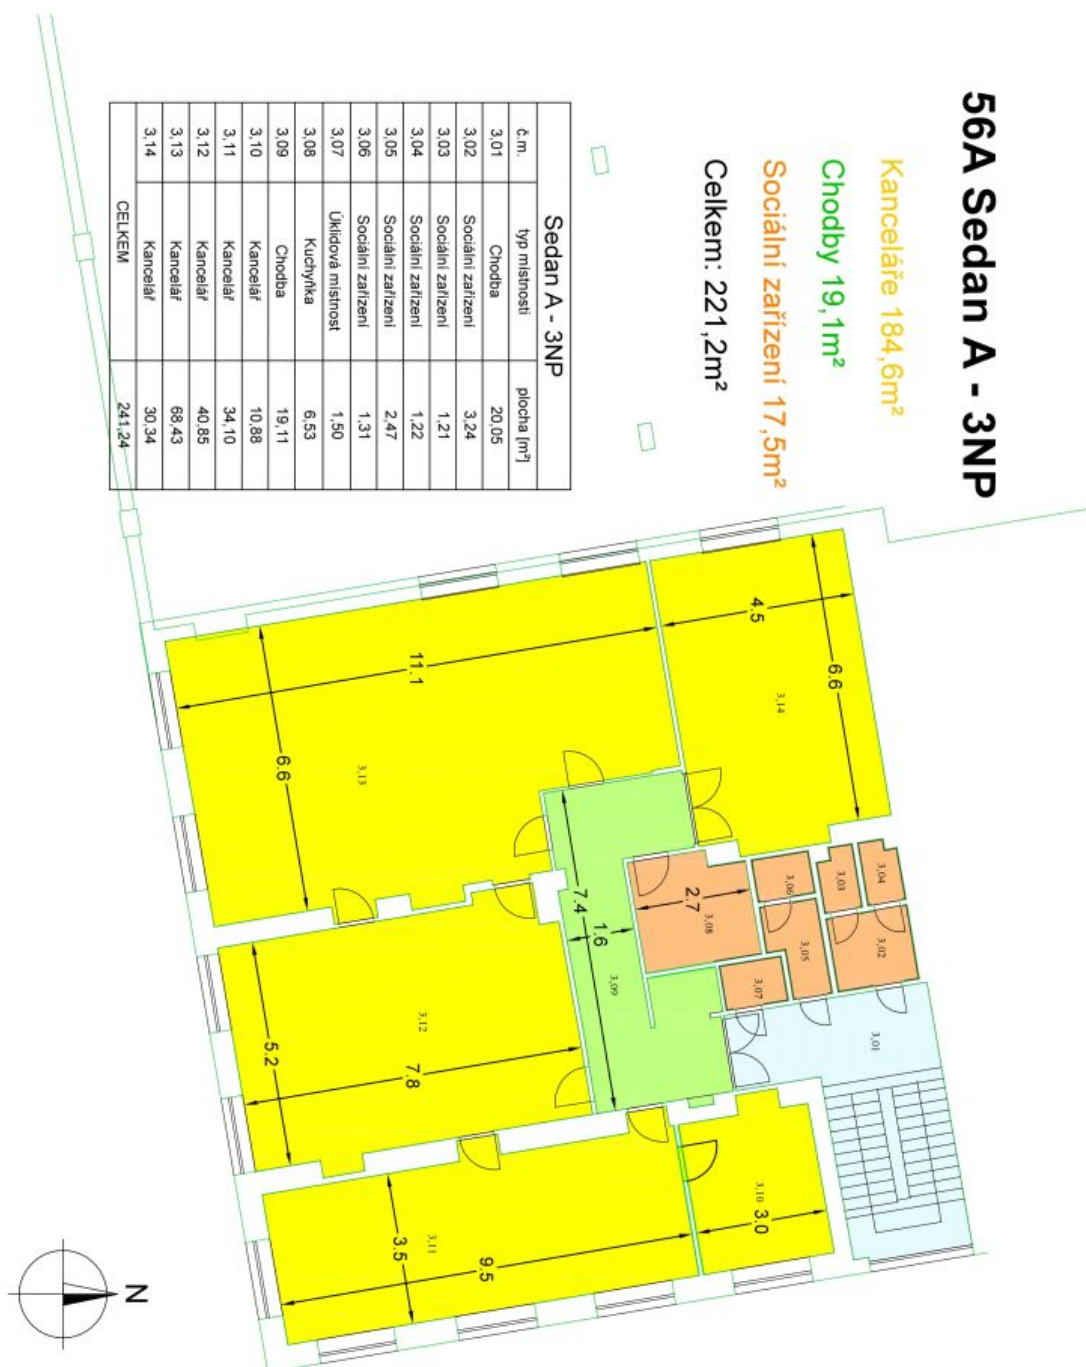 56A Sedan A - 3NP
Kanceláře 184,6m²
Chodby 19,1m²
Sociální zařízení 17,5m²
Celkem: 221,2m²
Sedan A - 3NP
č.m. typ místnosti plocha [m²]
3,01 Chodba 20,05
3,02 Sociální zařízení 3,24
3,03 Sociální zařízení 1,21
3,04 Sociální zařízení 1,22
3,05 Sociální zařízení 2,47
3,06 Sociální zařízení 1,31
3,07 Úklidová místnost 1,50
3,08 Kuchyňka 6,53
3,09 Chodba 19,11
3,10 Kancelář 10,88
3,11 Kancelář 34,10
3,12 Kancelář 40,85
3,13 Kancelář 68,43
3,14 Kancelář 30,34
CELKEM 241,24
4.5
6.6
3,14
11.1
6.6
3,13
3,04
3,03
3,06
3,02
3,05
2.7
3,08
3,07
7.4
1.6
3,09
3,01
3,12
5.2
7.8
3,10
3.0
3,11
3.5
9.5
N